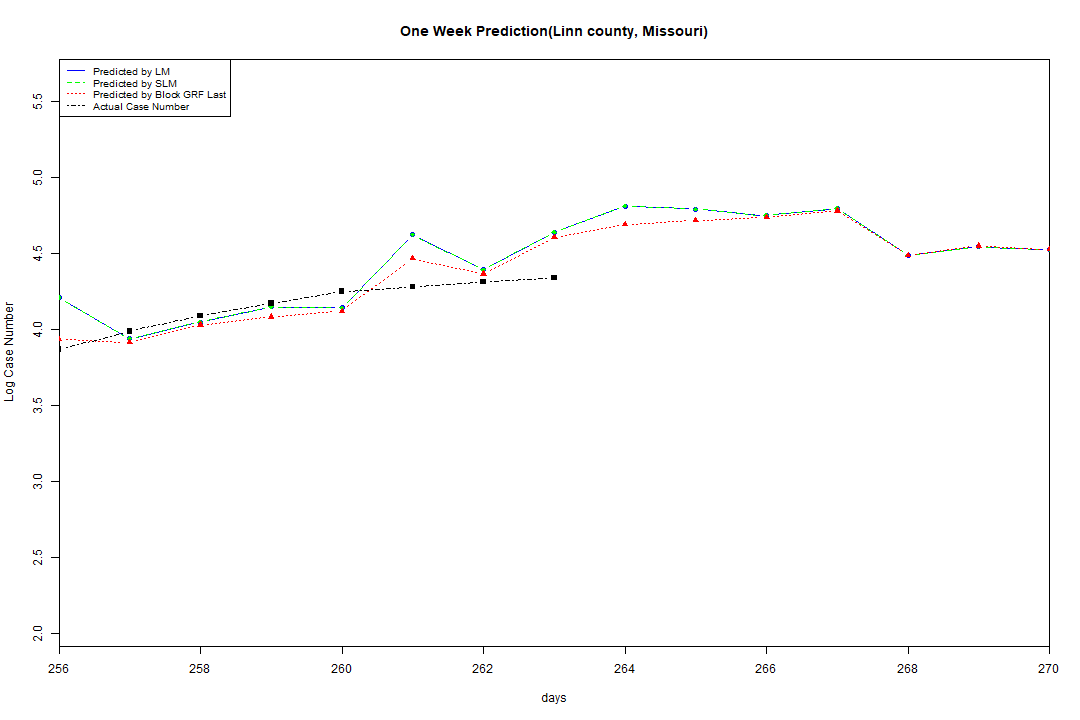 One Week Prediction(Linn county, Missouri)
Predicted by LM
Predicted by SLM
Predicted by Block GRF Last
Actual Case Number
5.5
5.0
4.5
4.0
3.5
3.0
2.5
2.0
Log Case Number
256 258 260 262 264 266 268 270
days